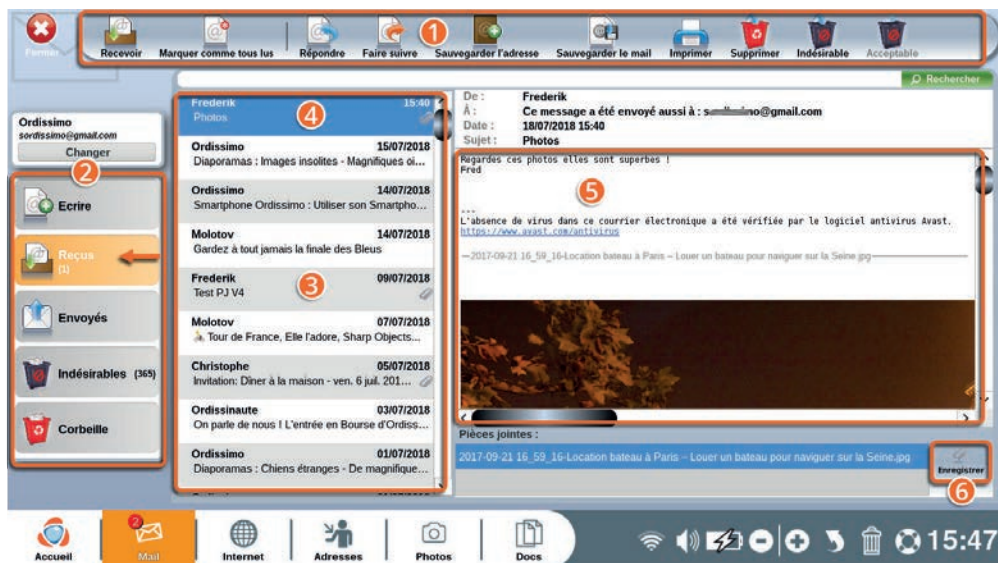 Fermer
Recevoir
Marquer comme tous lus
Répondre
Faire suivre
1
Sauvegarder l'adresse
Sauvegarder le mail
Imprimer
Supprimer
Indésirable
Acceptable
Rechercher
Ordissimo
sordissimo@gmail.com
Changer
2
Ecrire
Reçus
(1)
Envoyés
Indésirables (365)
Corbeille
Frederik 15:40
Photos
4
Ordissimo 15/07/2018
Diaporamas : Images insolites - Magnifiques oi...
Ordissimo 14/07/2018
Smartphone Ordissimo : Utiliser son Smartpho...
Molotov 14/07/2018
Gardez à tout jamais la finale des Bleus
Frederik 09/07/2018
Test PJ V4
3
Molotov 07/07/2018
Tour de France, Elle l'adore, Sharp Objects...
Christophe 05/07/2018
Invitation: Dîner à la maison - ven. 6 juil. 201...
Ordissinaute 03/07/2018
On parle de nous ! L'entrée en Bourse d'Ordiss...
Ordissimo 01/07/2018
Diaporamas : Chiens étranges - De magnifique...
De : Frederik
À : Ce message a été envoyé aussi à : @gmail.com
Date : 18/07/2018 15:40
Sujet : Photos
Regardes ces photos elles sont superbes !
Fred
5
---
L'absence de virus dans ce courrier électronique a été vérifiée par le logiciel antivirus Avast.
https://www.avast.com/antivirus
2017-09-21 16_59_16-Location bateau à Paris – Louer un bateau pour naviguer sur la Seine.jpg
Pièces jointes :
2017-09-21 16_59_16-Location bateau à Paris – Louer un bateau pour naviguer sur la Seine.jpg
Enregistrer
6
Accueil
2
Mail
Internet
Adresses
Photos
Docs
15:47